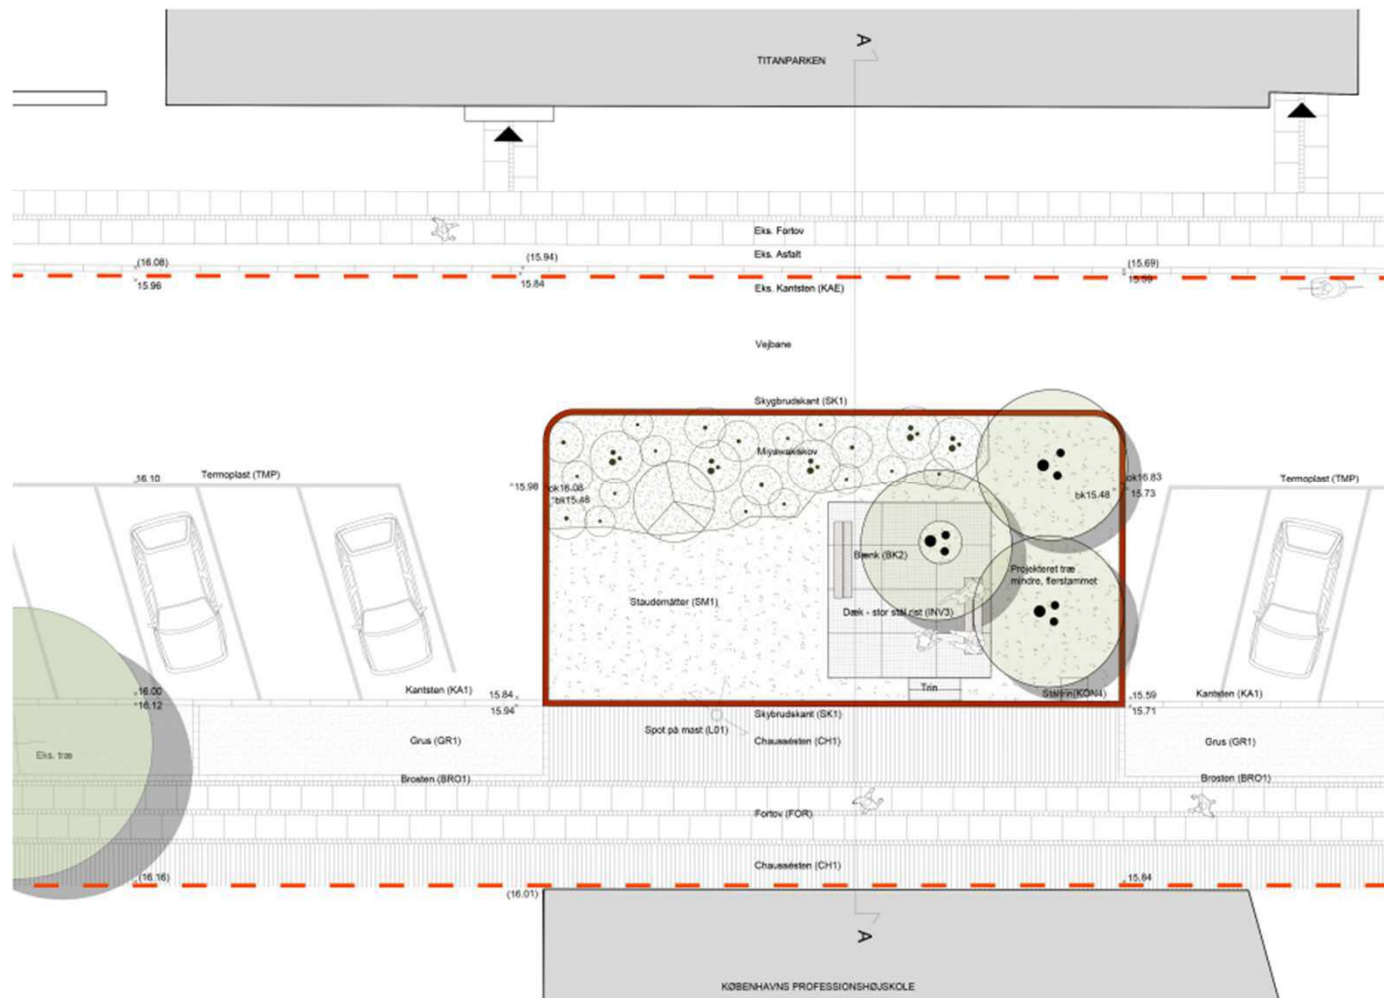 A
TITANPARKEN
Eks. Fortov
Eks. Asfalt
(16.08)
(15.94)
(15.69)
15.96
15.84
15.59
Eks. Kantsten (KAE)
Vejbane
Skygbrudskant (SK1)
Miyawakiskov
Termoplast (TMP)
16.10
15.98
ok16.08
bk15.48
bk15.48
ok16.83
15.73
Termoplast (TMP)
Bænk (BK2)
Projekteret træ
mindre, flerstammet
Staudemåtter (SM1)
Dæk - stor stål rist (INV3)
Trin
Ståltrin(KON4)
16.00
16.12
Kantsten (KA1)
15.84
15.94
15.59
15.71
Kantsten (KA1)
Skybrudskant (SK1)
Spot på mast (L01)
Chaussésten (CH1)
Grus (GR1)
Grus (GR1)
Eks. træ
Brosten (BRO1)
Brosten (BRO1)
Fortov (FOR)
Chaussésten (CH1)
(16.16)
(16.01)
15.84
A
KØBENHAVNS PROFESSIONSHØJSKOLE